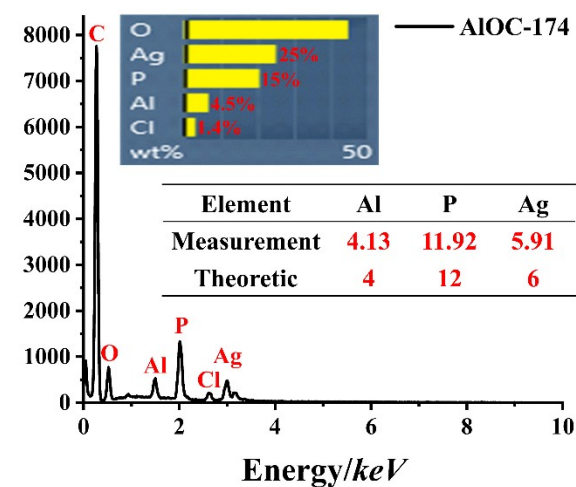 AlOC-174
C
O
Ag 25%
P 15%
Al 4.5%
Cl 1.4%
wt% 50
Element Al P Ag
Measurement 4.13 11.92 5.91
Theoretic 4 12 6
8000
7000
6000
5000
4000
3000
2000
1000
0
O
Al
P
Cl
Ag
0 2 4 6 8 10
Energy/keV